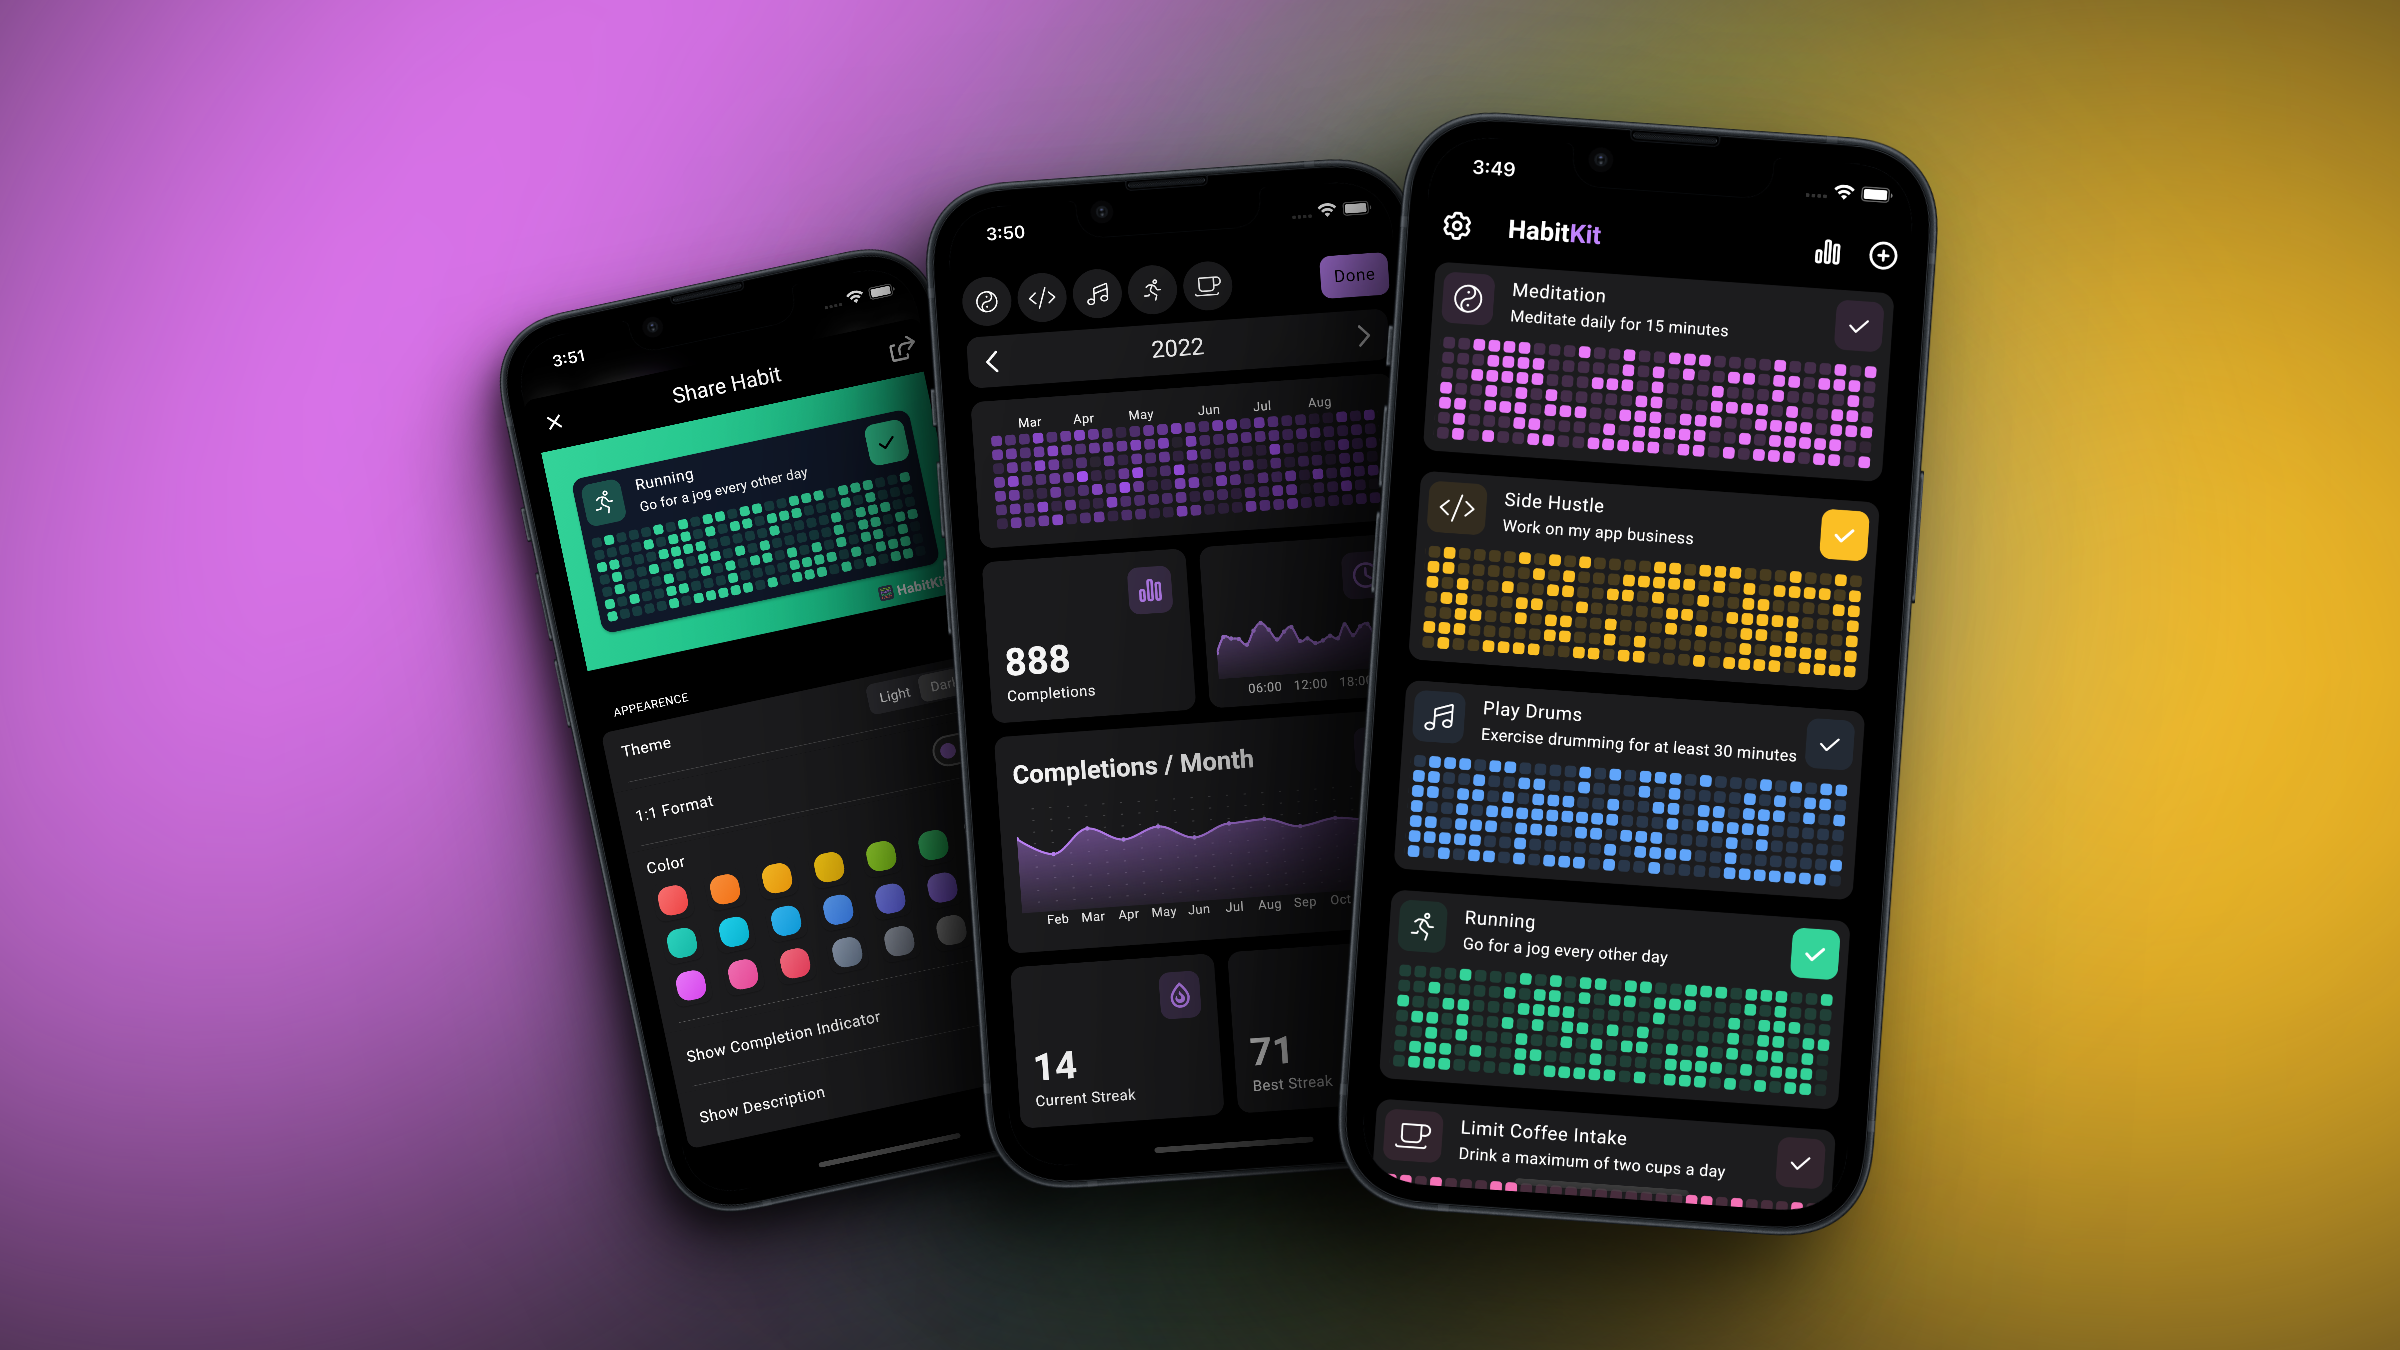 3:51
Share Habit
Running
Go for a jog every other day
HabitKit
APPEARENCE
Light
Theme
1:1 Format
Color
Show Completion Indicator
Show Description
3:50
Done
2022
Mar Apr May Jun Jul Aug
888
Completions
06:00 12:00 18:00
Completions / Month
Feb Mar Apr May Jun Jul Aug Sep Oct
14
Current Streak
71
Best Streak
3:49
HabitKit
Meditation
Meditate daily for 15 minutes
Side Hustle
Work on my app business
Play Drums
Exercise drumming for at least 30 minutes
Running
Go for a jog every other day
Limit Coffee Intake
Drink a maximum of two cups a day